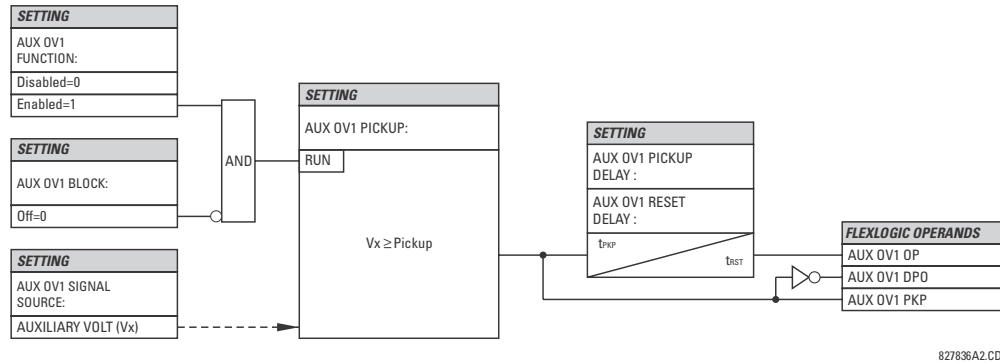 SETTING
AUX OV1
FUNCTION:
Disabled=0
Enabled=1
SETTING
AUX OV1 BLOCK:
Off=0
SETTING
AUX OV1 SIGNAL
SOURCE:
AUXILIARY VOLT (Vx)
AND
SETTING
AUX OV1 PICKUP:
RUN
Vx ≥ Pickup
SETTING
AUX OV1 PICKUP
DELAY :
AUX OV1 RESET
DELAY :
tPKP
tRST
FLEXLOGIC OPERANDS
AUX OV1 OP
AUX OV1 DPO
AUX OV1 PKP
827836A2.CD